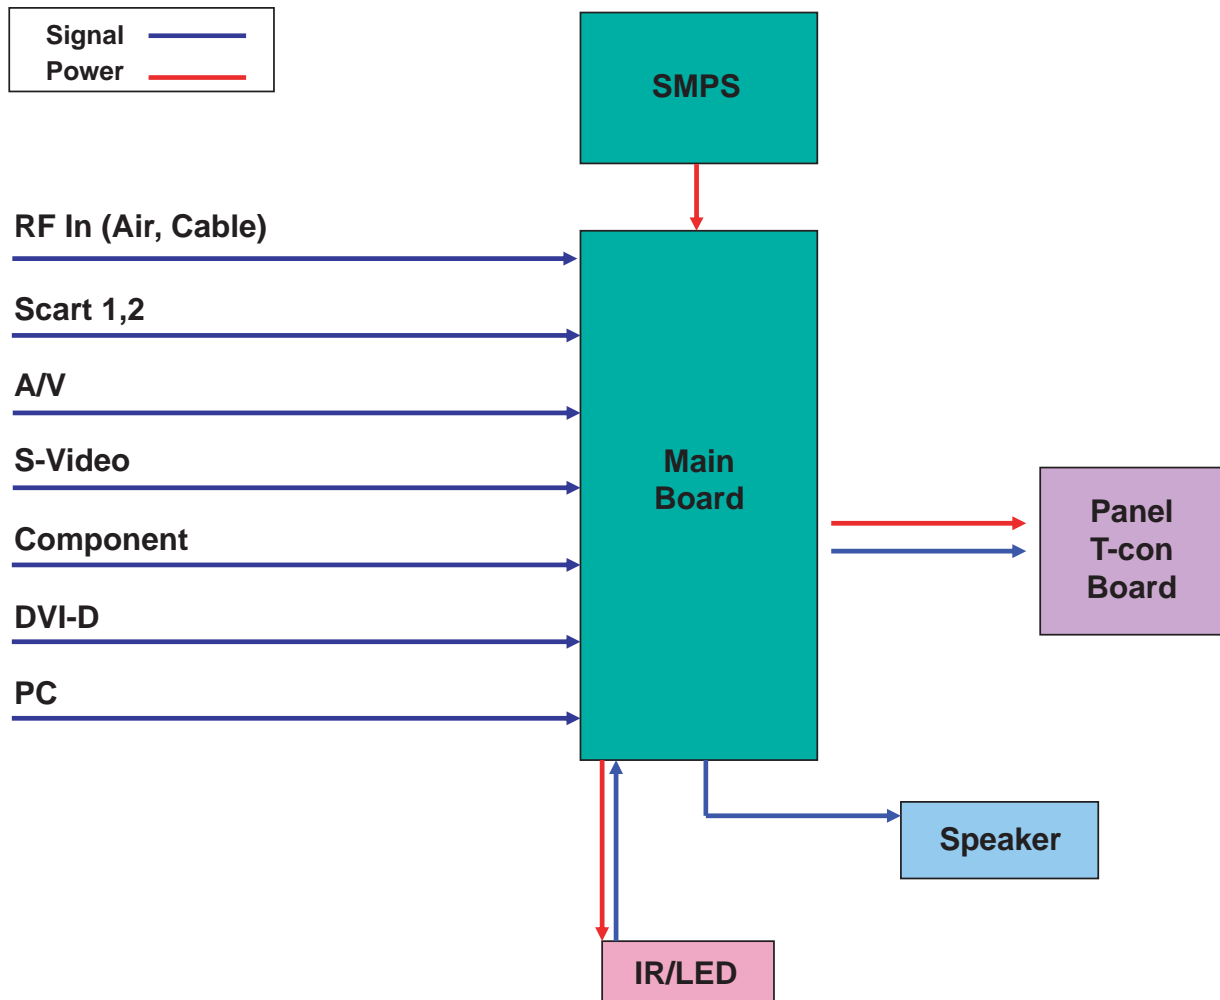 Signal
Power
SMPS
RF In (Air, Cable)
Scart 1,2
A/V
S-Video
Component
DVI-D
PC
Main
Board
Panel
T-con
Board
Speaker
IR/LED